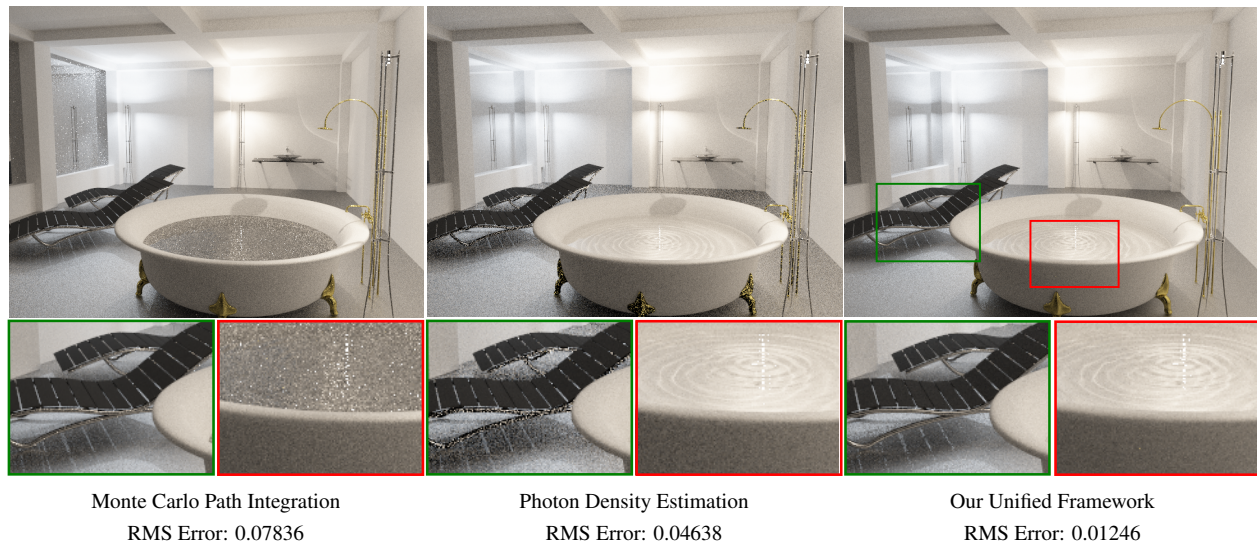 Monte Carlo Path Integration
Photon Density Estimation
Our Unified Framework
RMS Error: 0.07836
RMS Error: 0.04638
RMS Error: 0.01246